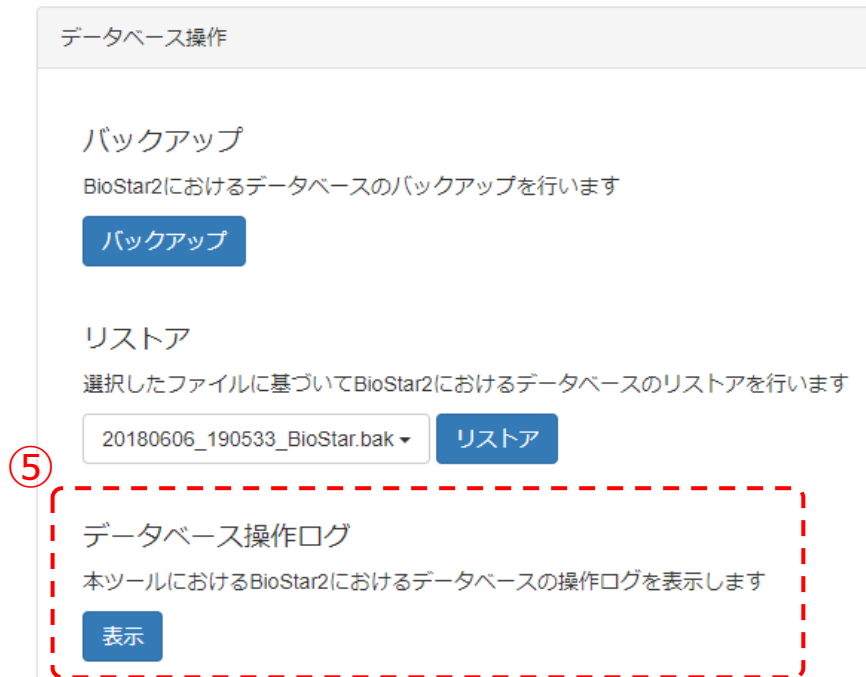 データベース操作
バックアップ
BioStar2におけるデータベースのバックアップを行います
バックアップ
リストア
選択したファイルに基づいてBioStar2におけるデータベースのリストアを行います
20180606_190533_BioStar.bak リストア
⑤
データベース操作ログ
本ツールにおけるBioStar2におけるデータベースの操作ログを表示します
表示